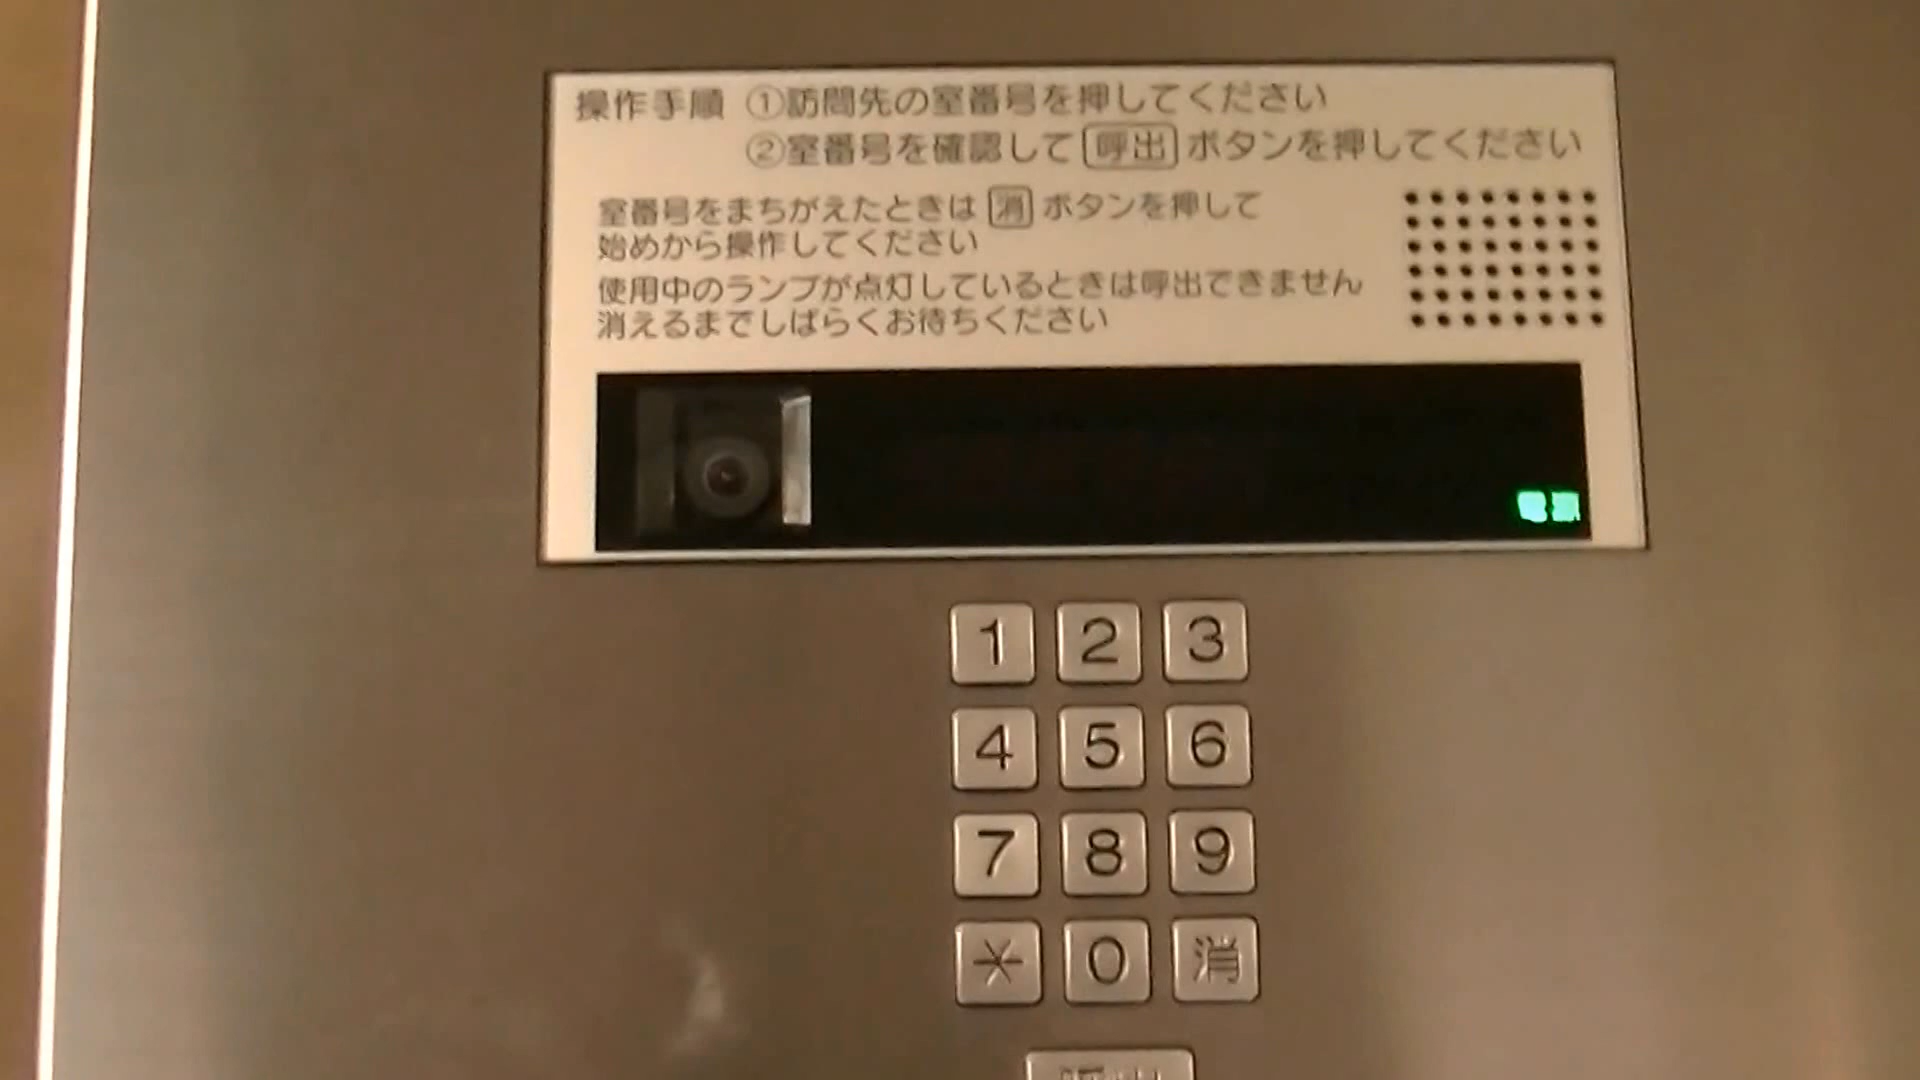 操作手順 ①訪問先の室番号を押してください
②室番号を確認して 呼出 ボタンを押してください
室番号をまちがえたときは 消 ボタンを押して
始めから操作してください
使用中のランプが点灯しているときは呼出できません
消えるまでしばらくお待ちください
電源
1 2 3
4 5 6
7 8 9
* 0 消